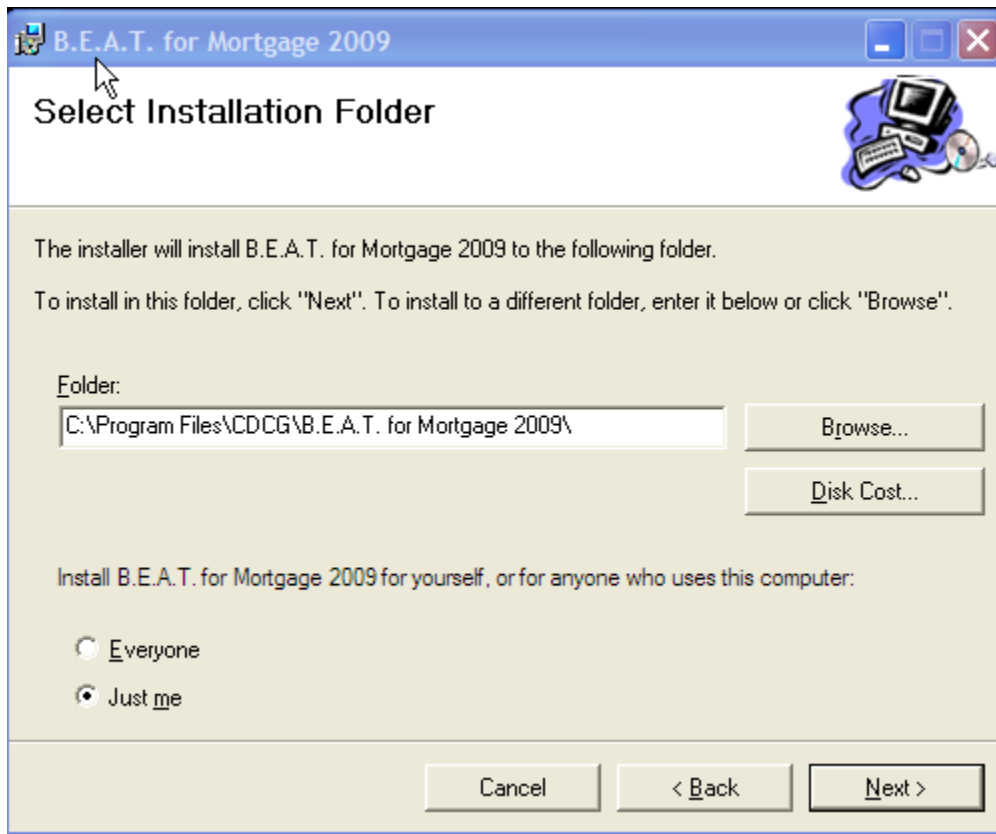 B.E.A.T. for Mortgage 2009
Select Installation Folder
The installer will install B.E.A.T. for Mortgage 2009 to the following folder.
To install in this folder, click "Next". To install to a different folder, enter it below or click "Browse".
Folder:
C:\Program Files\CDCG\B.E.A.T. for Mortgage 2009\
Browse...
Disk Cost...
Install B.E.A.T. for Mortgage 2009 for yourself, or for anyone who uses this computer:
Everyone
Just me
Cancel
< Back
Next >